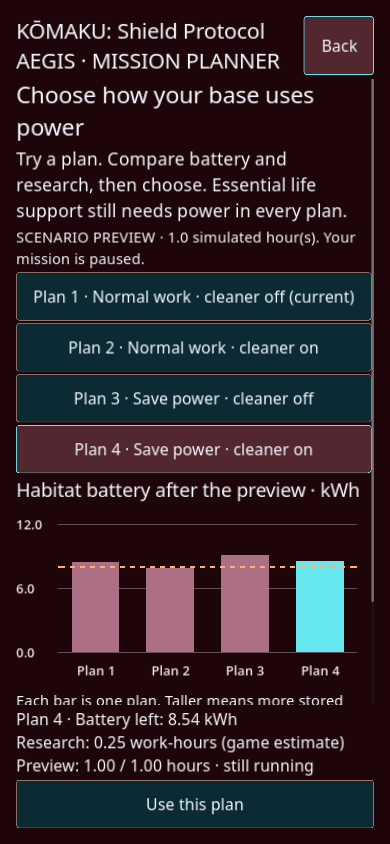 KŌMAKU: Shield Protocol
AEGIS · MISSION PLANNER
Back
Choose how your base uses
power
Try a plan. Compare battery and
research, then choose. Essential life
support still needs power in every plan.
SCENARIO PREVIEW · 1.0 simulated hour(s). Your
mission is paused.
Plan 1 · Normal work · cleaner off (current)
Plan 2 · Normal work · cleaner on
Plan 3 · Save power · cleaner off
Plan 4 · Save power · cleaner on
Habitat battery after the preview · kWh
12.0
6.0
0.0
Plan 1
Plan 2
Plan 3
Plan 4
Each bar is one plan. Taller means more stored
Plan 4 · Battery left: 8.54 kWh
Research: 0.25 work-hours (game estimate)
Preview: 1.00 / 1.00 hours · still running
Use this plan